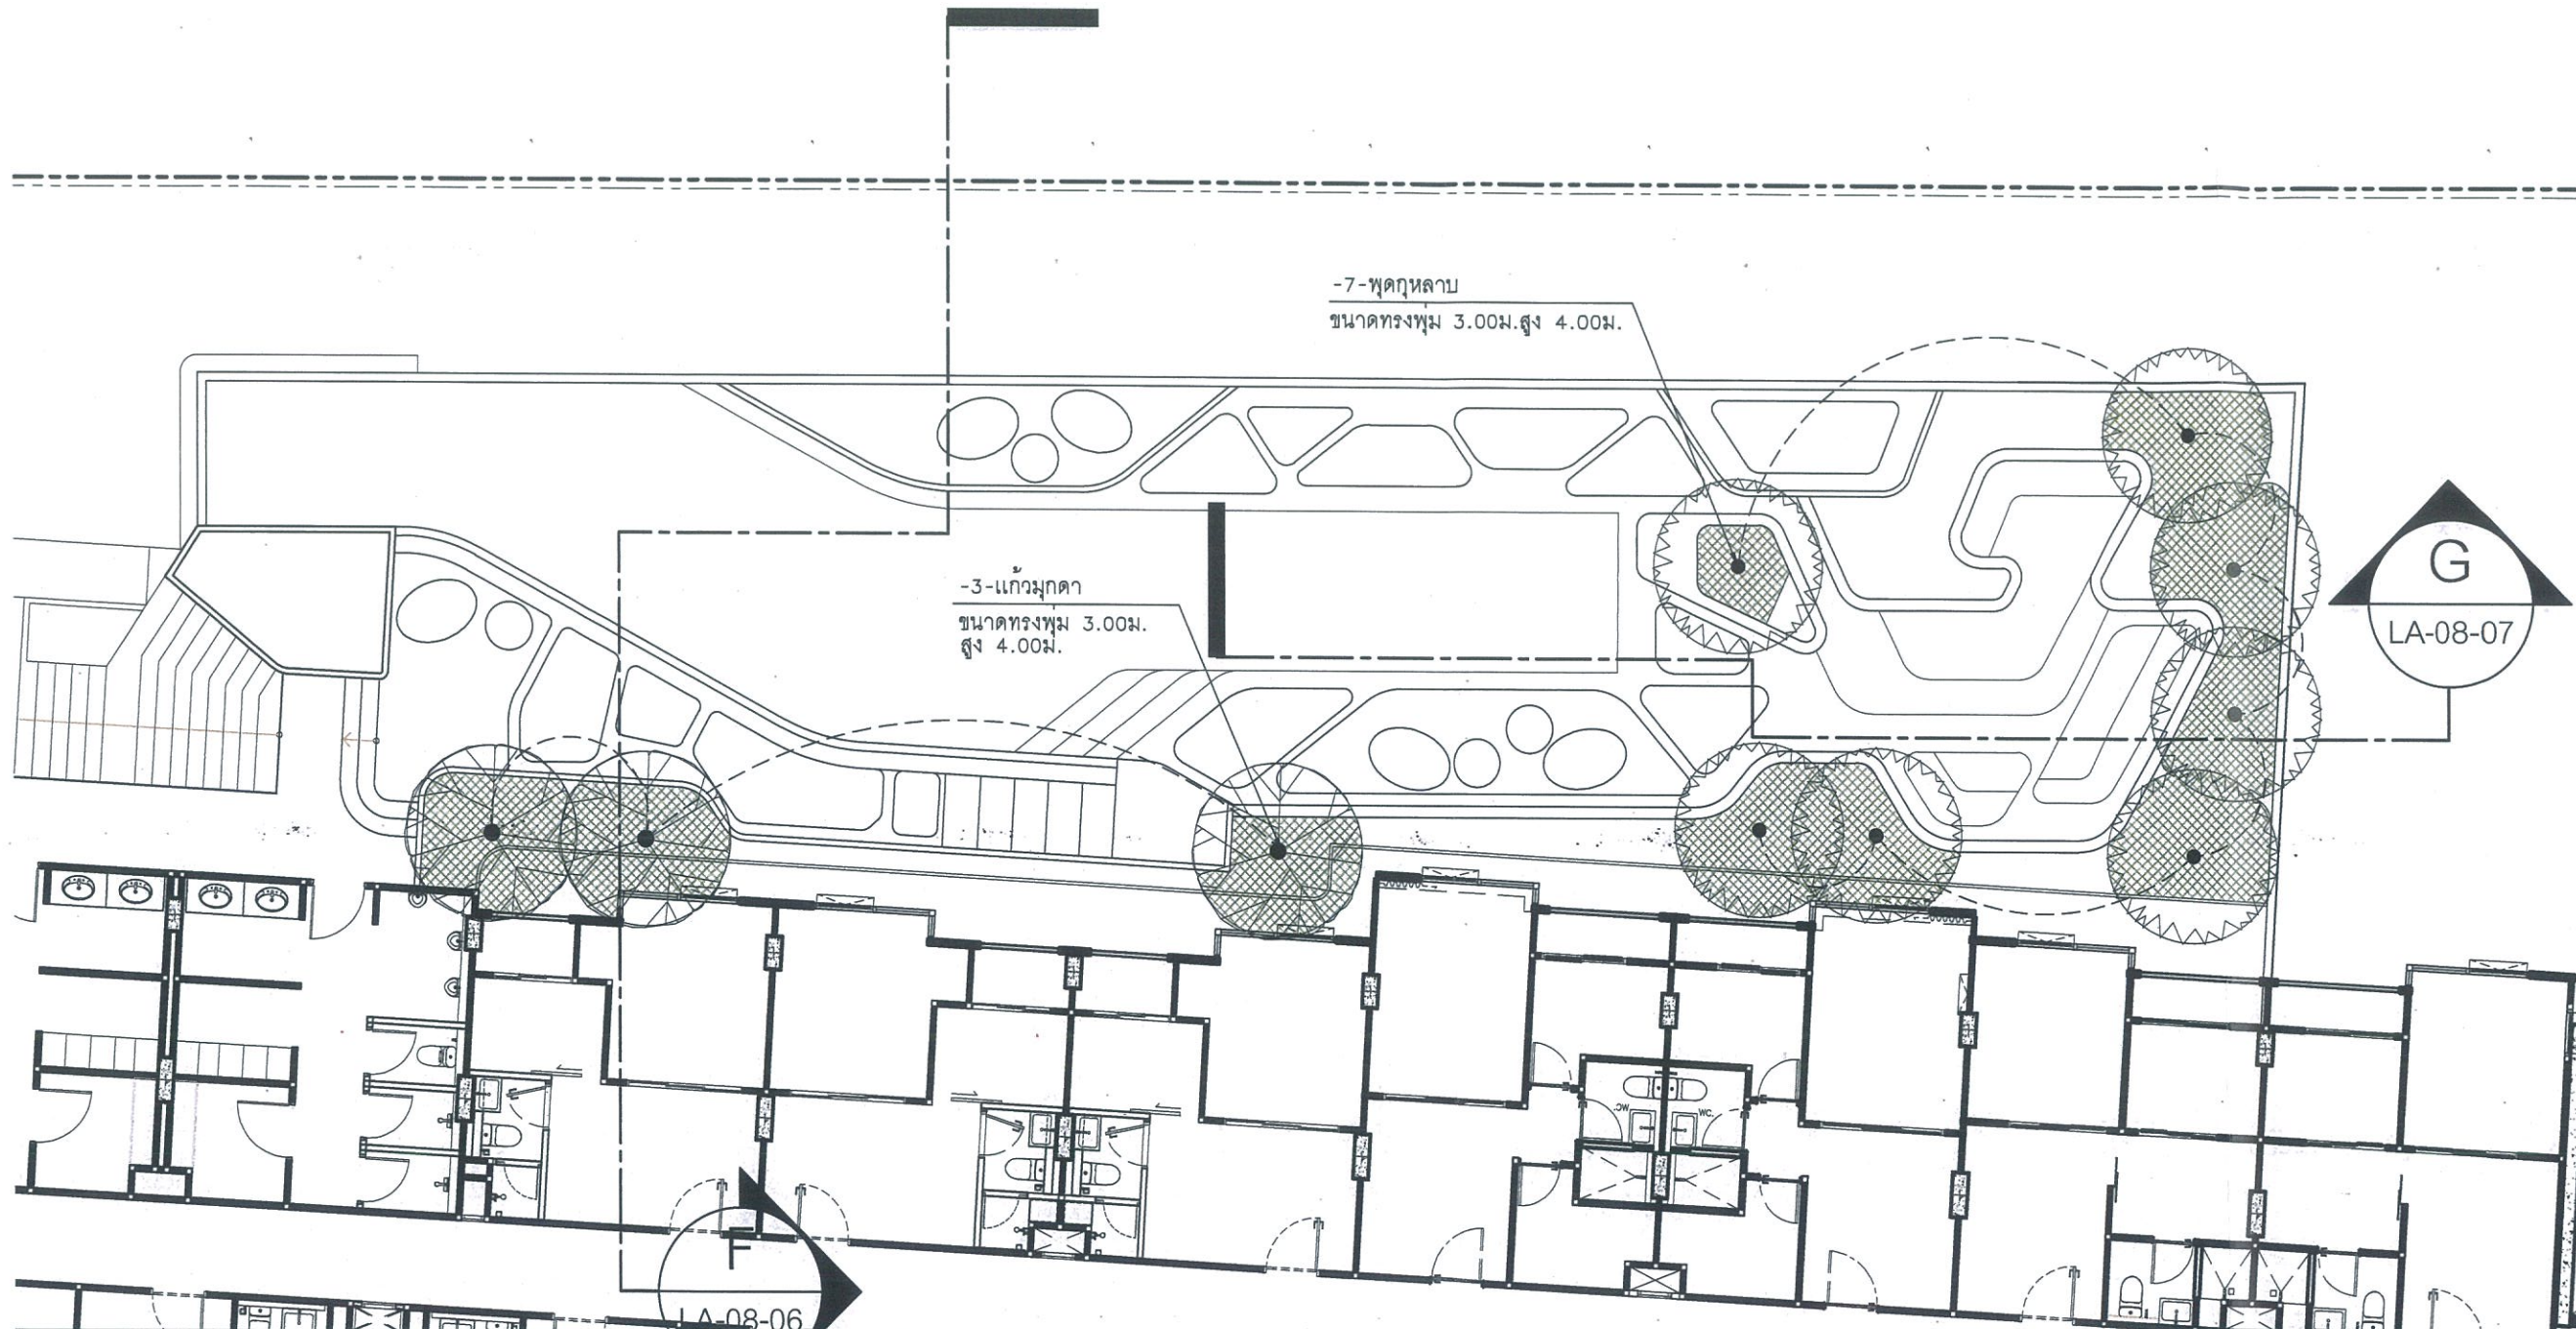 -7-พุดกุหลาบ
ขนาดทรงพุ่ม 3.00ม.สูง 4.00ม.
-3-แก้วมุกดา
ขนาดทรงพุ่ม 3.00ม.
สูง 4.00ม.
G
LA-08-07
WC.
WC.
F
LA-08-06